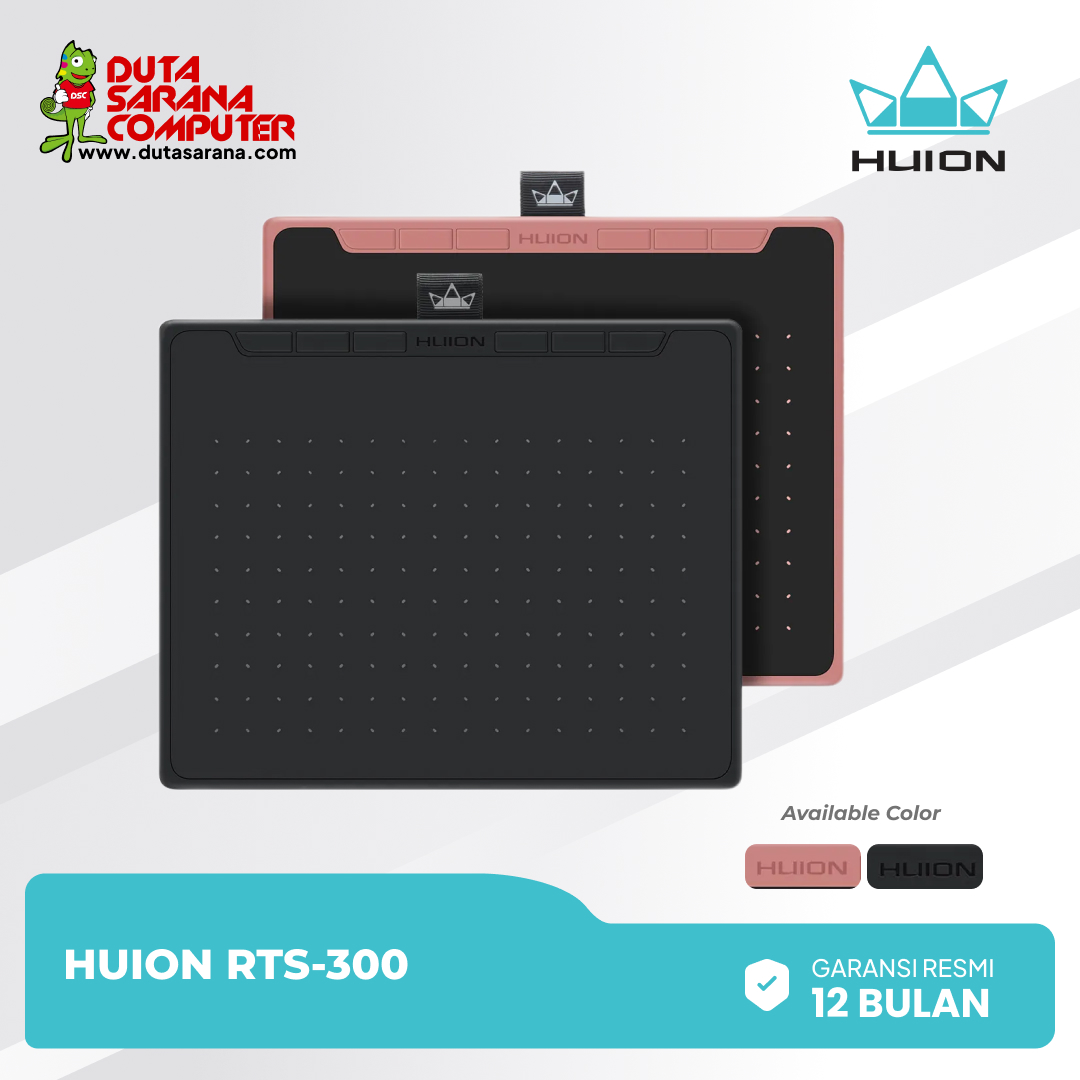 DUTA
SARANA
COMPUTER
DSC
www.dutasarana.com
HUION
HUION
HUION
Available Color
HUION
HUION
HUION RTS-300
GARANSI RESMI
12 BULAN